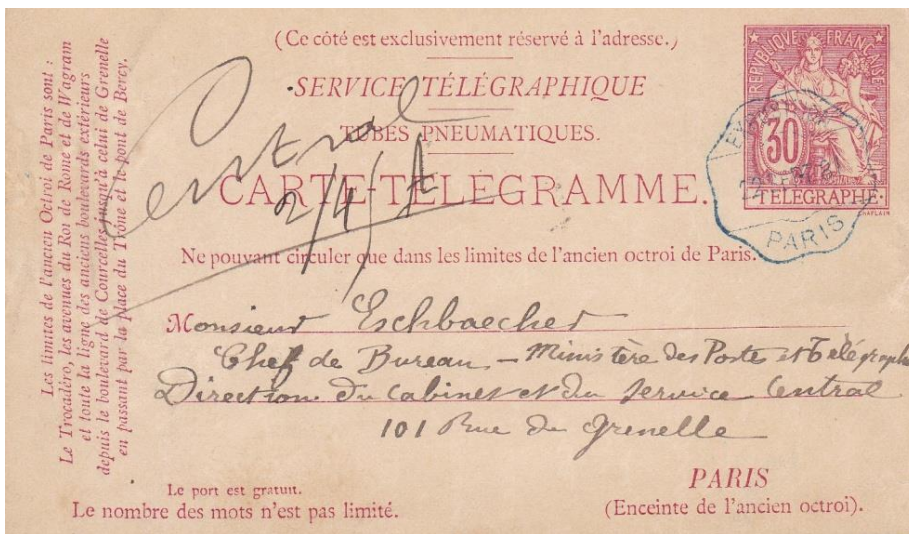 (Ce côté est exclusivement réservé à l'adresse.)
SERVICE TÉLÉGRAPHIQUE
TUBES PNEUMATIQUES.
CARTE-TÉLÉGRAMME.
Ne pouvant circuler que dans les limites de l'ancien octroi de Paris.
Central
2/4/A
RÉPUBLIQUE FRANÇAISE
30
TÉLÉGRAPHE.
CHAPLAIN
PARIS
Les limites de l'ancien Octroi de Paris sont :
Le Trocadéro, les avenues du Roi de Rome et de Wagram
et toute la ligne des anciens boulevards extérieurs
depuis le boulevard de Courcelles jusqu'à celui de Grenelle
en passant par la place du Trône et le pont de Bercy.
Monsieur Eschbaecher
Chef de Bureau – Ministère des Postes et Télégraphe
Direction du Cabinet et du Service Central
101 Rue de Grenelle
Le port est gratuit.
Le nombre des mots n'est pas limité.
PARIS
(Enceinte de l'ancien octroi).